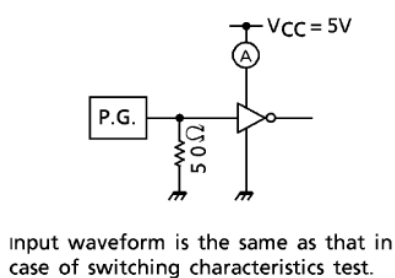 VCC = 5V
A
P.G.
50Ω
Input waveform is the same as that in
case of switching characteristics test.